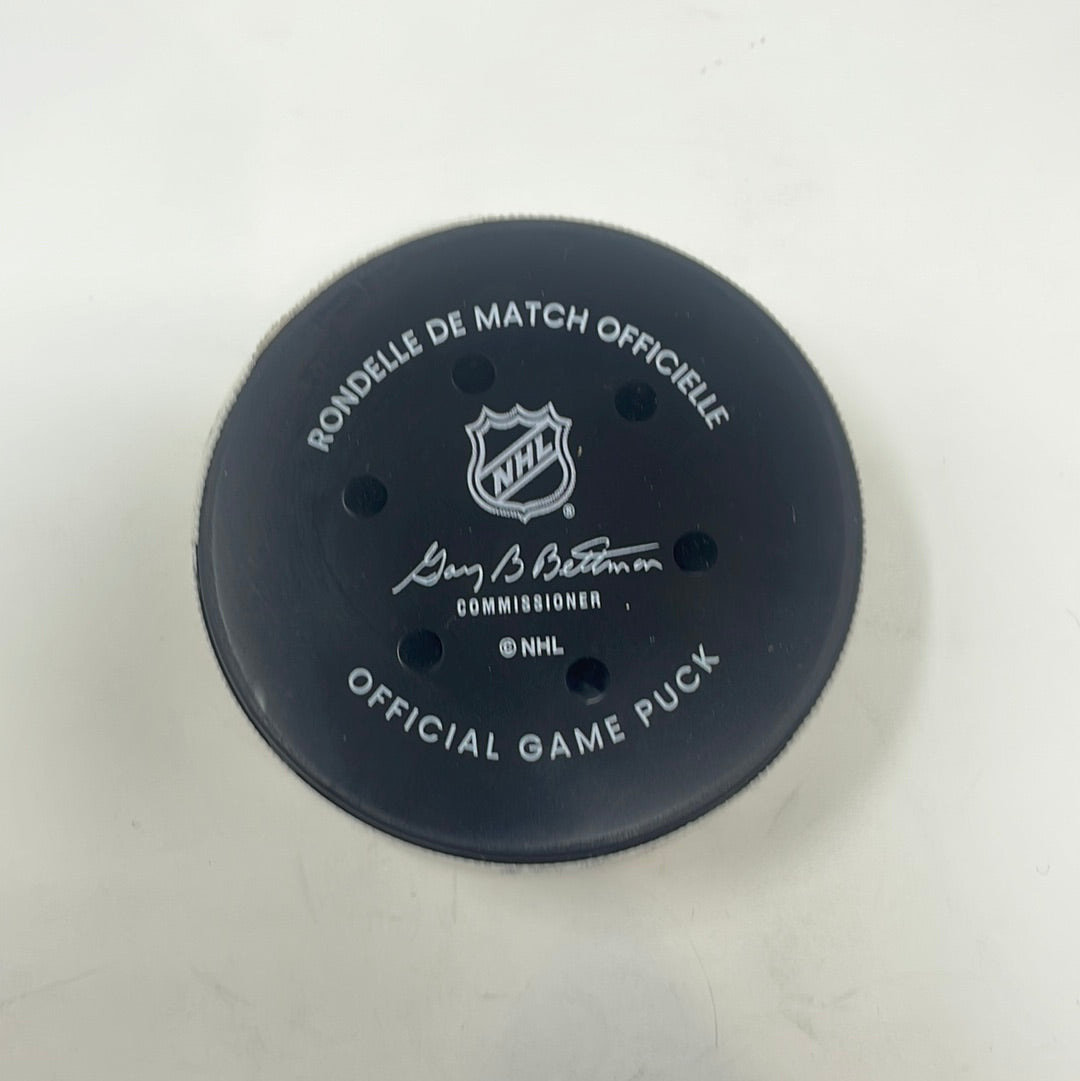 RONDELLE DE MATCH OFFICIELLE
NHL
®
Gary B Bettman
COMMISSIONER
© NHL
OFFICIAL GAME PUCK